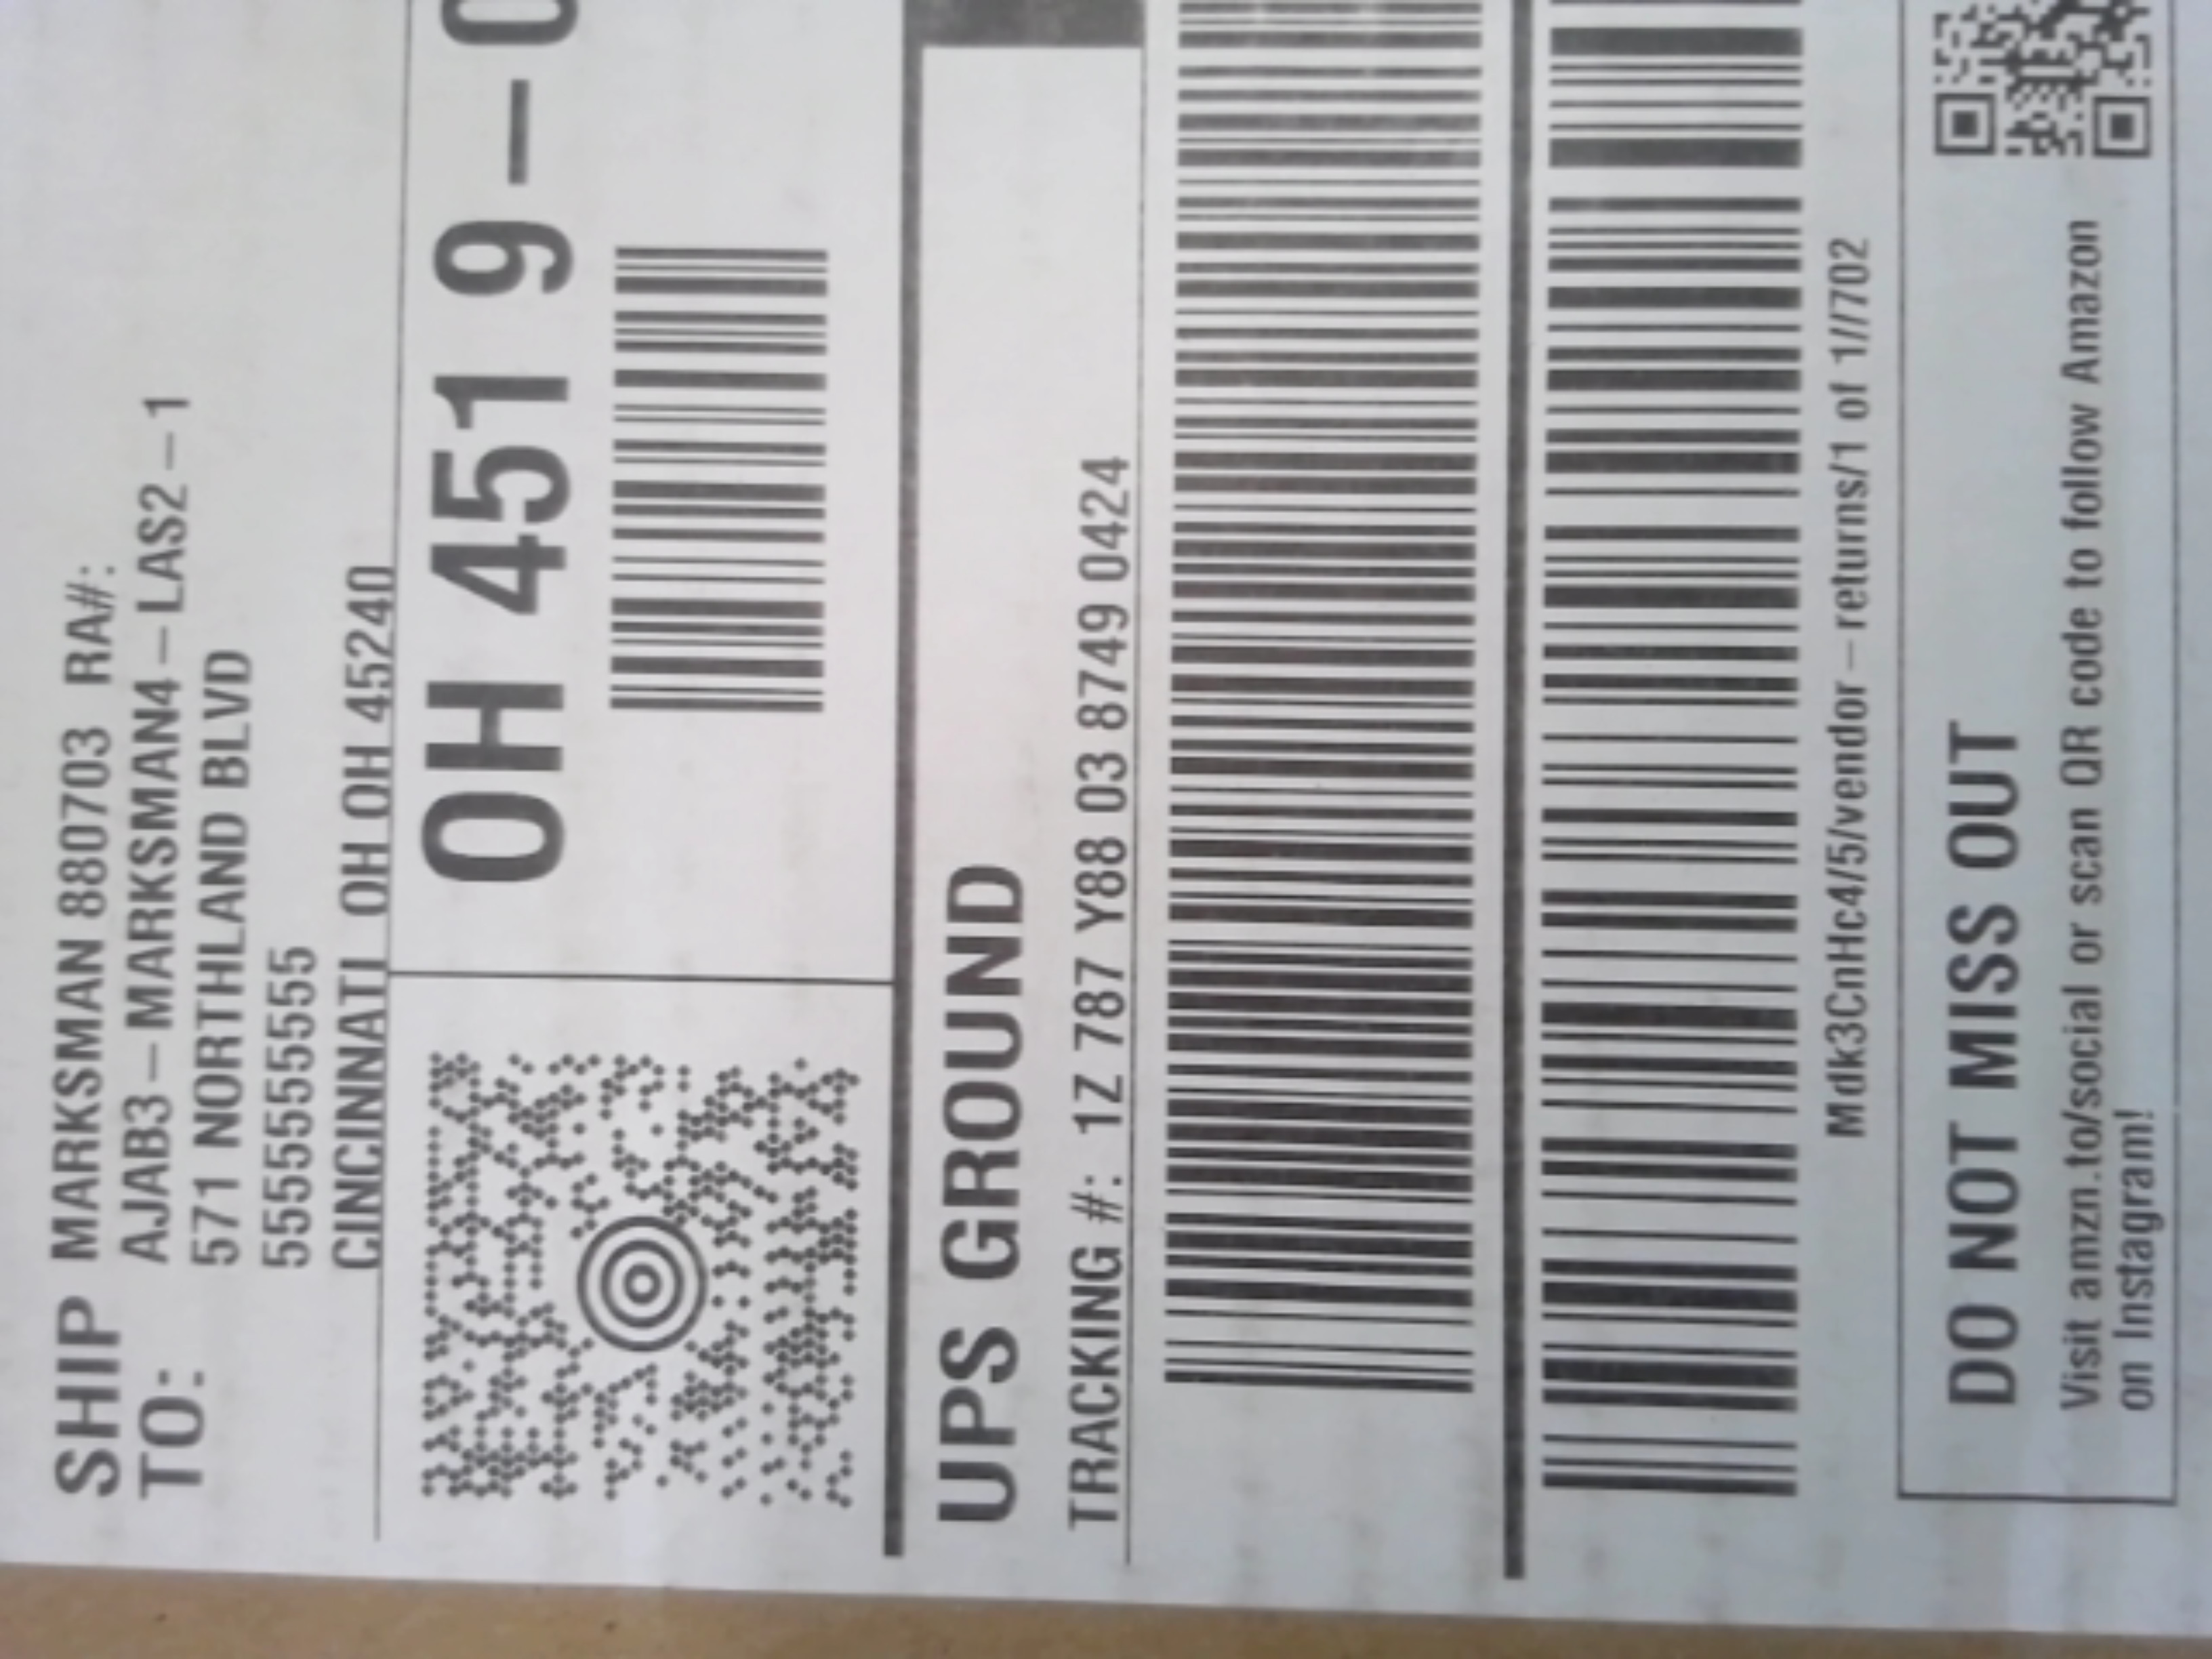 SHIP TO:
MARKSMAN 880703 RA#:
AJAB3-MARKSMAN4-LAS2-1
571 NORTHLAND BLVD
5555555555
CINCINNATI OH OH 45240
OH 451 9-0
UPS GROUND
TRACKING #: 1Z 787 Y88 03 8749 0424
Mdk3CnHc4/5/vendor-returns/1 of 1//702
DO NOT MISS OUT
Visit amzn.to/social or scan QR code to follow Amazon
on Instagram!